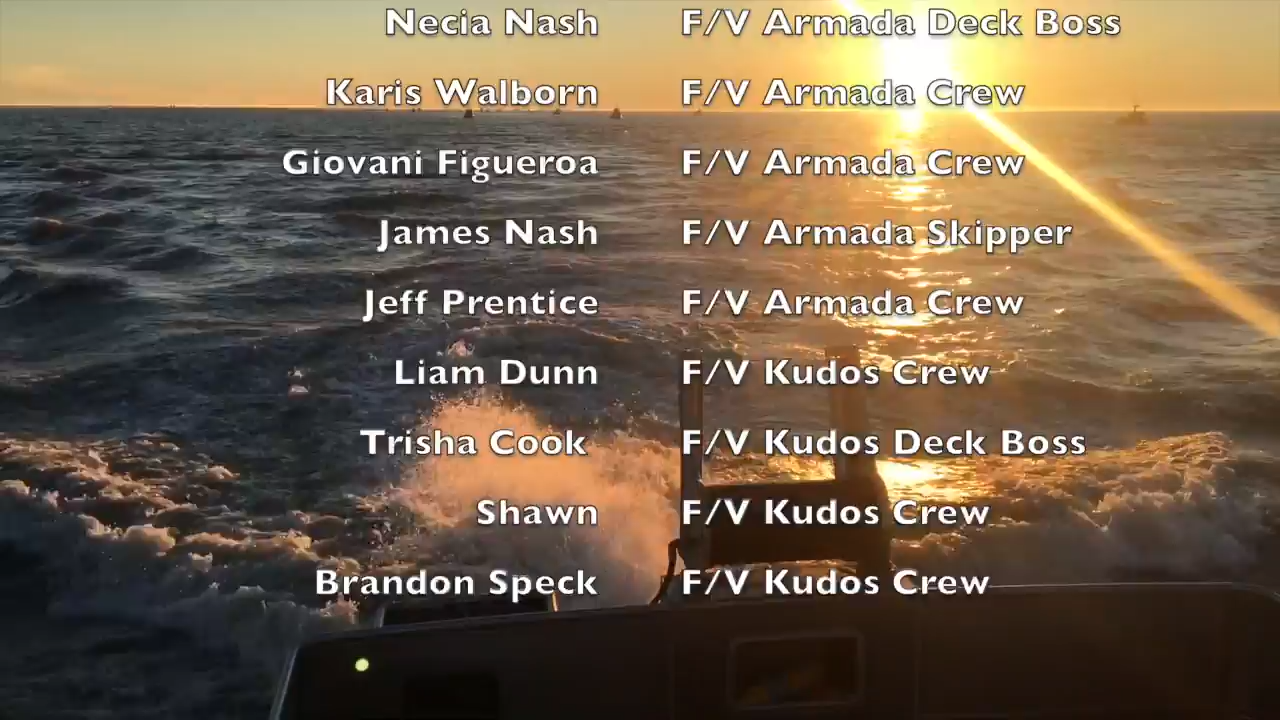 Necia Nash F/V Armada Deck Boss
Karis Walborn F/V Armada Crew
Giovani Figueroa F/V Armada Crew
James Nash F/V Armada Skipper
Jeff Prentice F/V Armada Crew
Liam Dunn F/V Kudos Crew
Trisha Cook F/V Kudos Deck Boss
Shawn F/V Kudos Crew
Brandon Speck F/V Kudos Crew